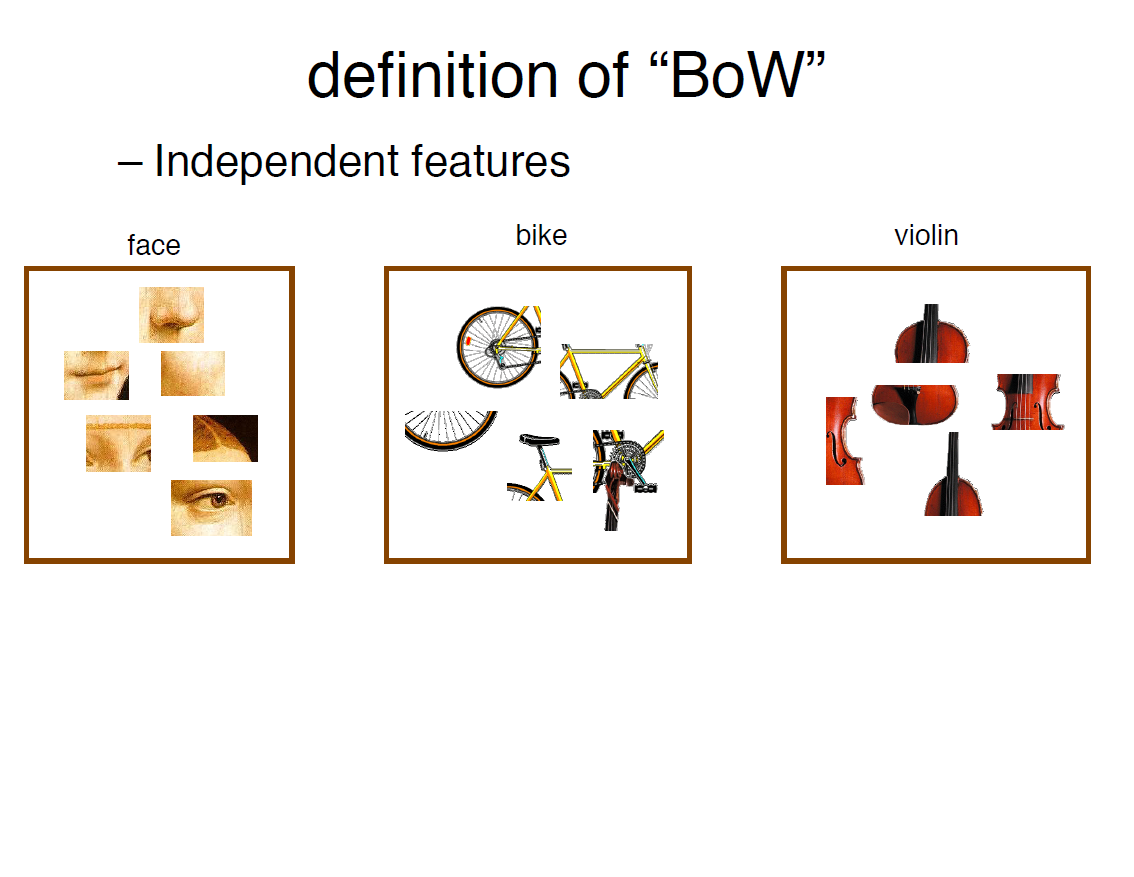 definition of “BoW”
– Independent features
face
bike
violin